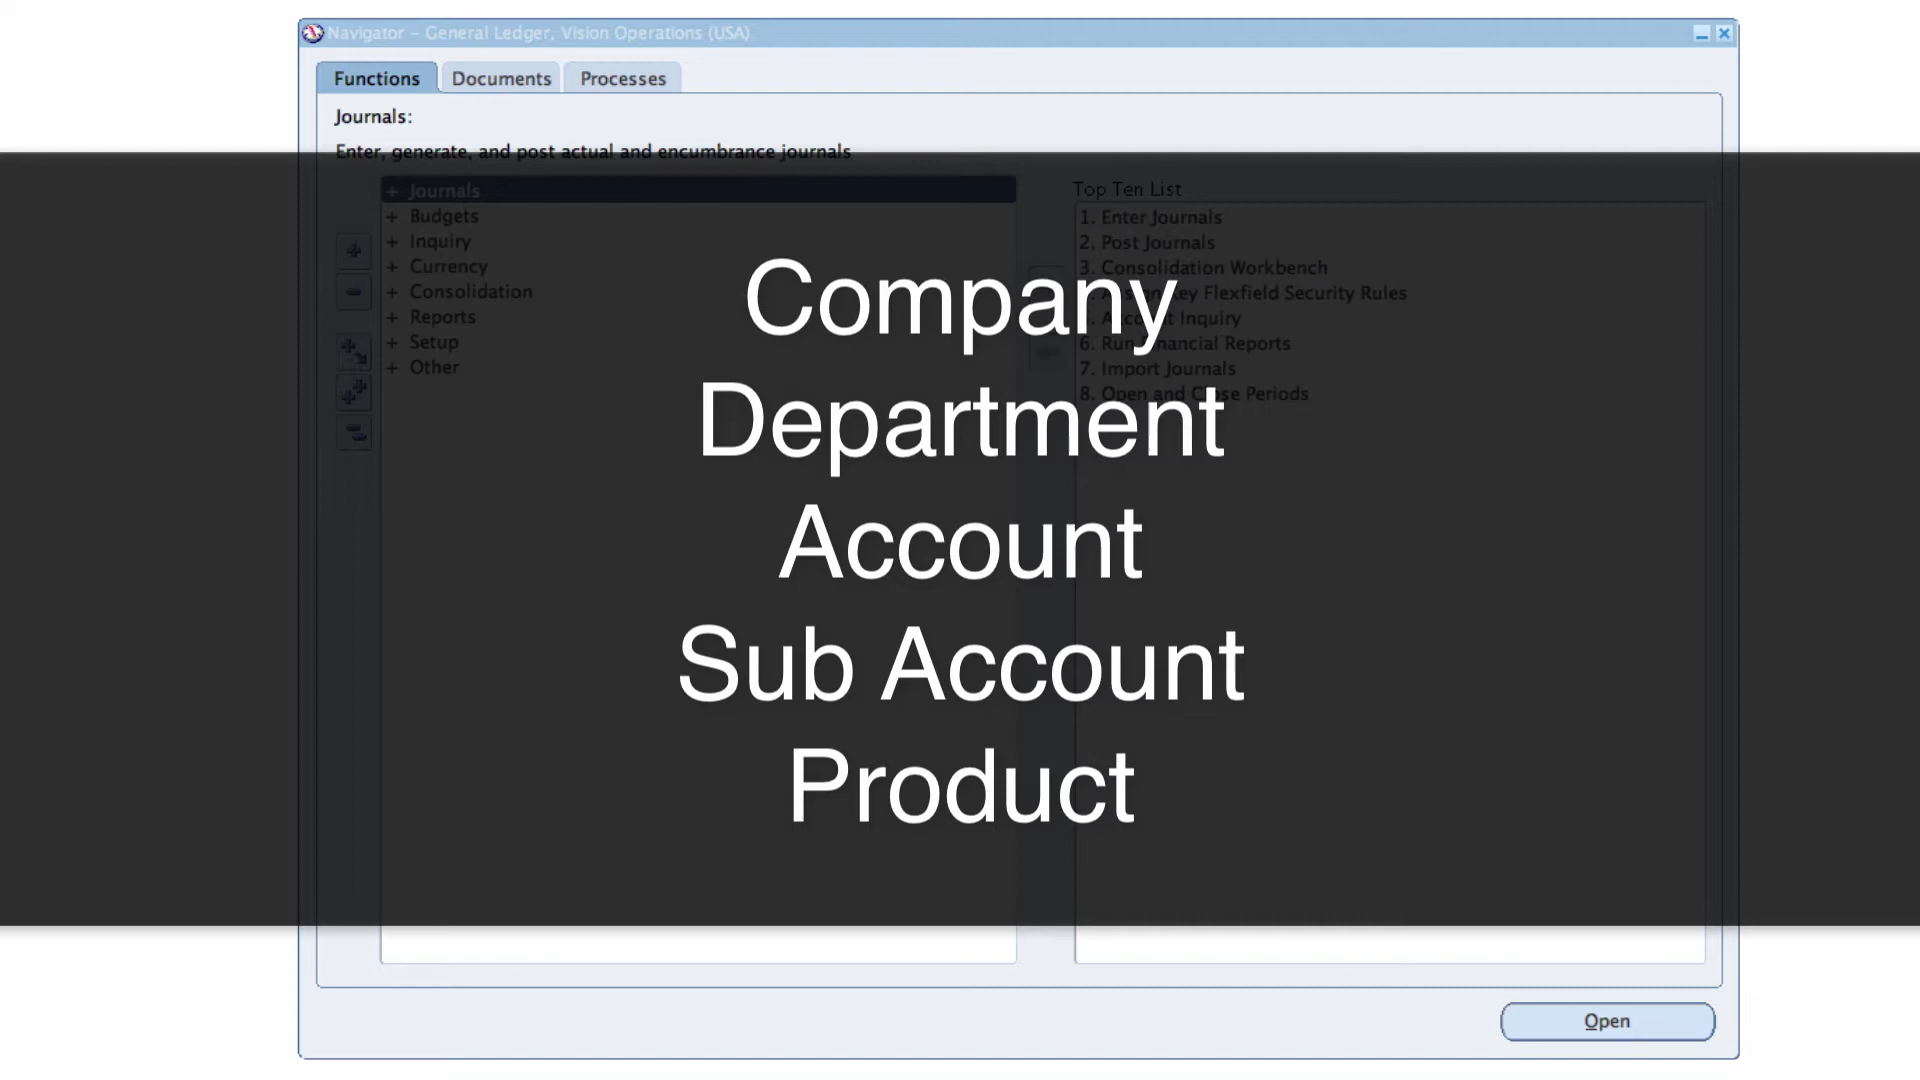 Navigator – General Ledger, Vision Operations (USA)
Functions
Documents
Processes
Journals:
Enter, generate, and post actual and encumbrance journals
+ Journals
+ Budgets
+ Inquiry
+ Currency
+ Consolidation
+ Reports
+ Setup
+ Other
Top Ten List
1. Enter Journals
2. Post Journals
3. Consolidation Workbench
Key Flexfield Security Rules
Inquiry
6. Run Financial Reports
7. Import Journals
8. Open and Close Periods
Company
Department
Account
Sub Account
Product
Open